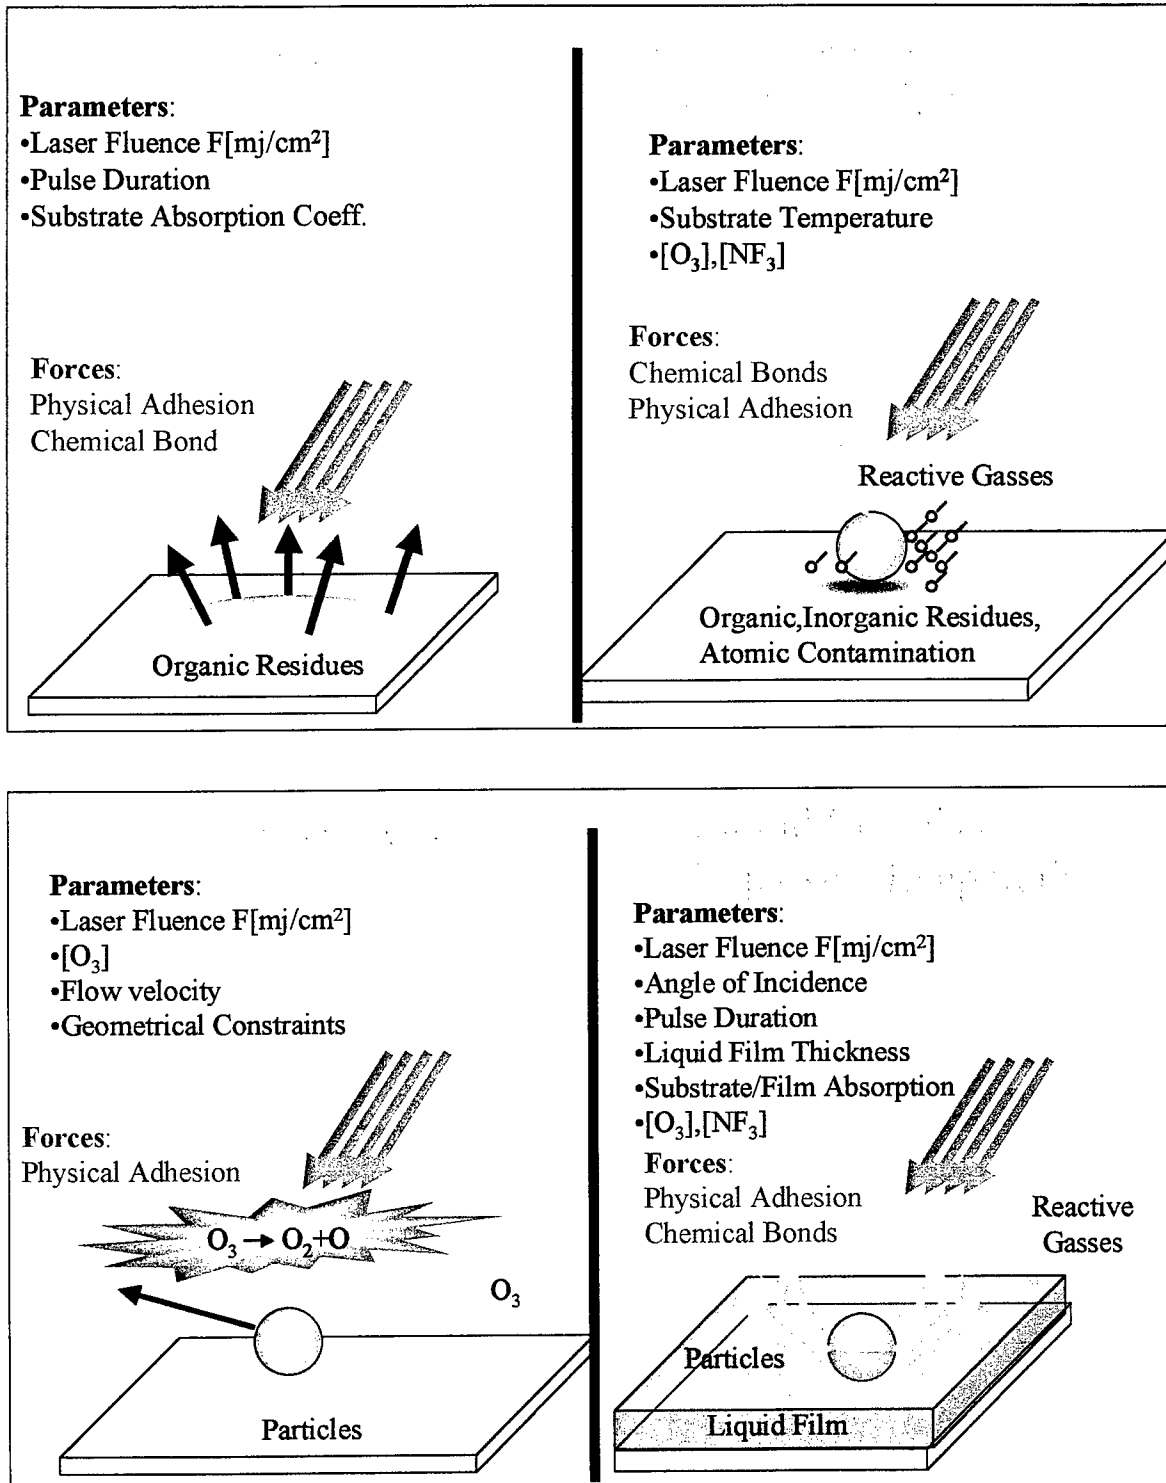 Parameters:
•Laser Fluence F[mj/cm²]
•Pulse Duration
•Substrate Absorption Coeff.
Forces:
Physical Adhesion
Chemical Bond
Organic Residues
Parameters:
•Laser Fluence F[mj/cm²]
•Substrate Temperature
•[O₃],[NF₃]
Forces:
Chemical Bonds
Physical Adhesion
Reactive Gasses
Organic,Inorganic Residues,
Atomic Contamination
Parameters:
•Laser Fluence F[mj/cm²]
•[O₃]
•Flow velocity
•Geometrical Constraints
Forces:
Physical Adhesion
O₃ → O₂+O
O₃
Particles
Parameters:
•Laser Fluence F[mj/cm²]
•Angle of Incidence
•Pulse Duration
•Liquid Film Thickness
•Substrate/Film Absorption
•[O₃],[NF₃]
Forces:
Physical Adhesion
Chemical Bonds
Reactive
Gasses
Particles
Liquid Film